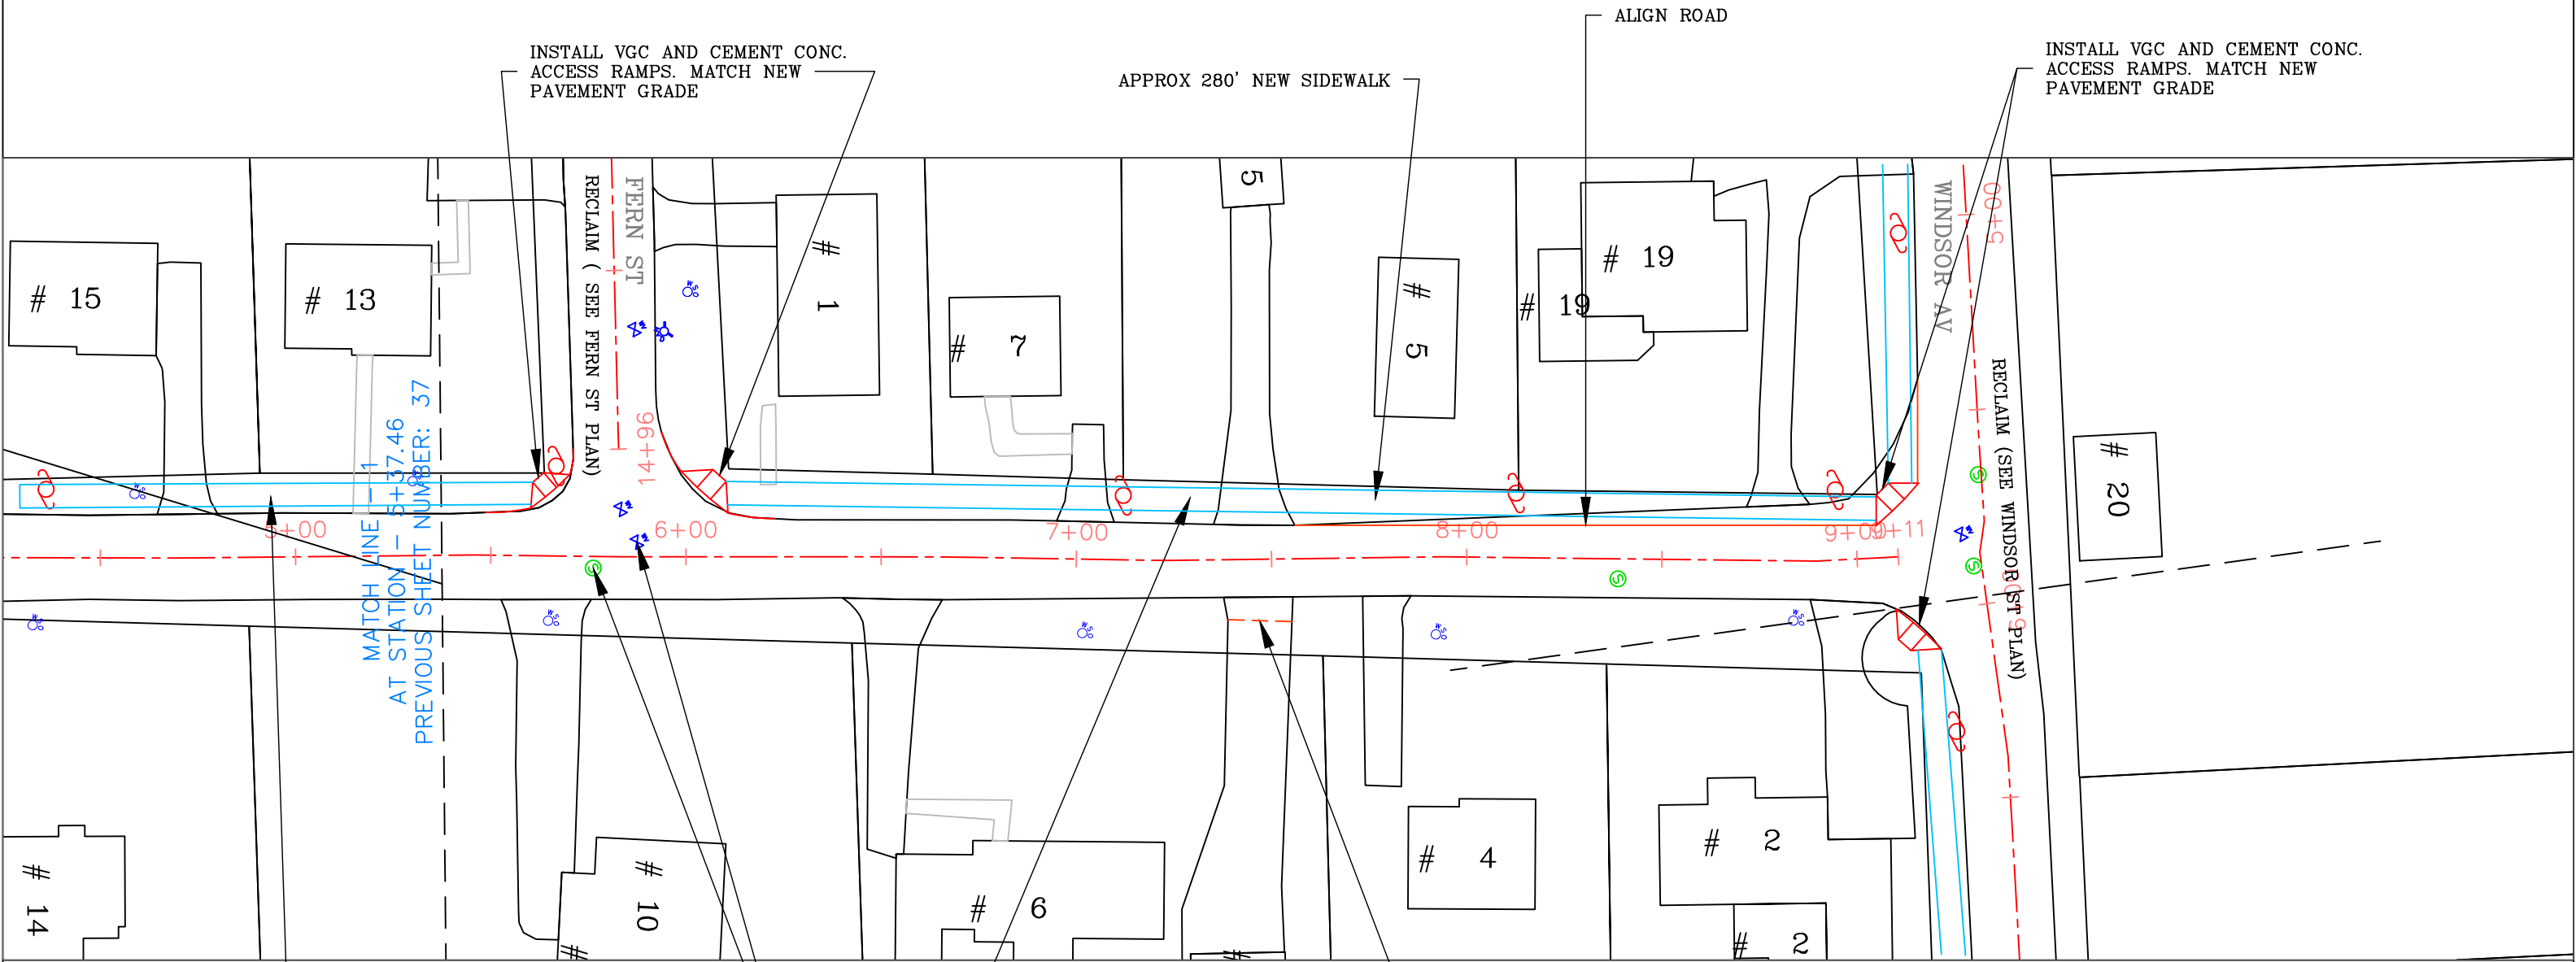 ALIGN ROAD
INSTALL VGC AND CEMENT CONC.
ACCESS RAMPS. MATCH NEW
PAVEMENT GRADE
APPROX 280' NEW SIDEWALK
INSTALL VGC AND CEMENT CONC.
ACCESS RAMPS. MATCH NEW
PAVEMENT GRADE
# 15
# 13
RECLAIM ( SEE FERN ST PLAN)
FERN ST
# 1
# 7
5
# 5
# 19
# 19
WINDSOR AV
5+00
RECLAIM (SEE WINDSOR ST PLAN)
# 20
14+96
5+00
6+00
7+00
8+00
9+00
9+11
MATCH LINE-1
AT STATION - 5+37.46
PREVIOUS SHEET NUMBER: 37
# 14
# 10
#
# 6
#
# 4
# 2
# 2